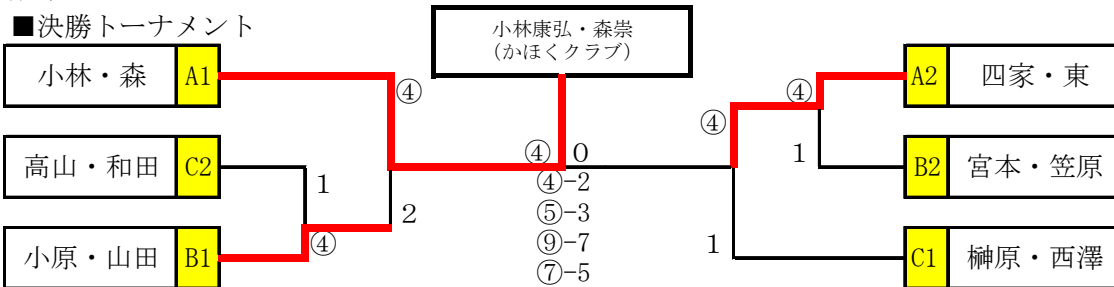 ■決勝トーナメント
小林康弘・森崇
(かほくクラブ)
小林・森 A1
④
④
A2 四家・東
高山・和田 C2
1
④ 0
④
1
B2 宮本・笠原
④-2
⑤-3
⑨-7
⑦-5
2
小原・山田 B1
④
1
C1 榊原・西澤